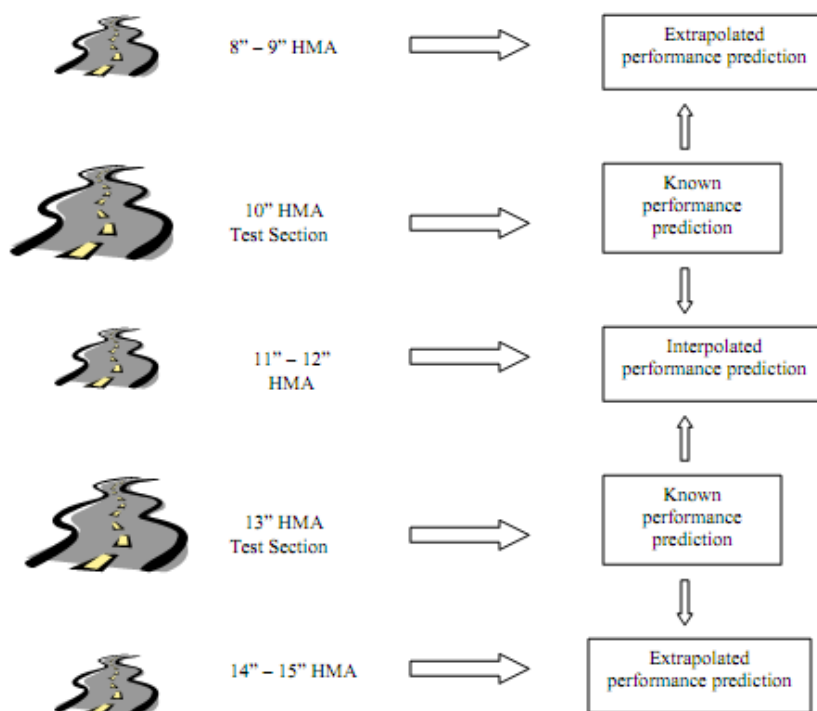 8” – 9” HMA
Extrapolated
performance prediction
10” HMA
Test Section
Known
performance
prediction
11” – 12”
HMA
Interpolated
performance prediction
13” HMA
Test Section
Known
performance
prediction
14” – 15” HMA
Extrapolated
performance prediction